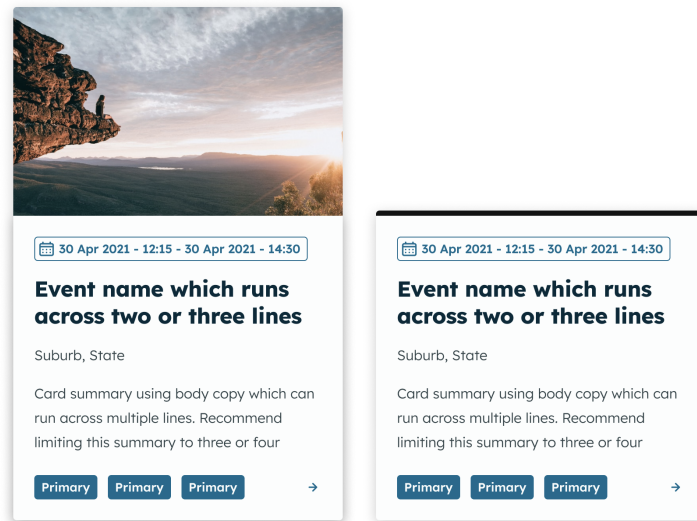 30 Apr 2021 - 12:15 - 30 Apr 2021 - 14:30
Event name which runs
across two or three lines
Suburb, State
Card summary using body copy which can
run across multiple lines. Recommend
limiting this summary to three or four
Primary Primary Primary
30 Apr 2021 - 12:15 - 30 Apr 2021 - 14:30
Event name which runs
across two or three lines
Suburb, State
Card summary using body copy which can
run across multiple lines. Recommend
limiting this summary to three or four
Primary Primary Primary